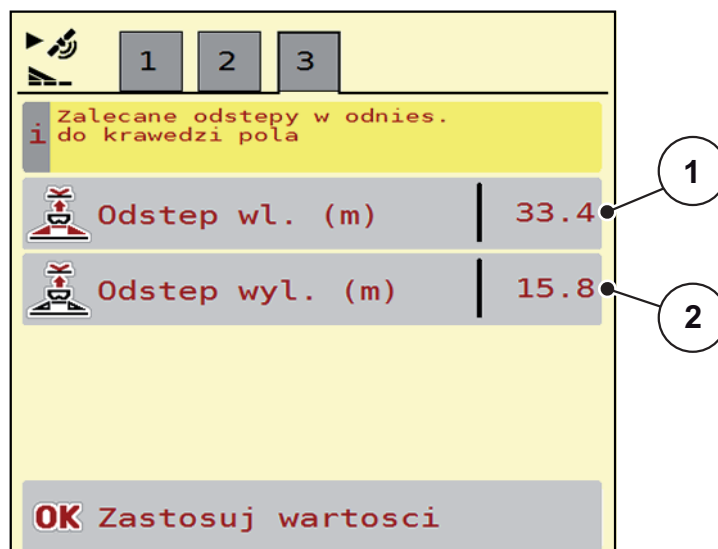 1 2 3
i Zalecane odstepy w odnies.
do krawedzi pola
Odstep wl. (m) 33.4
1
Odstep wyl. (m) 15.8
2
OK Zastosuj wartosci